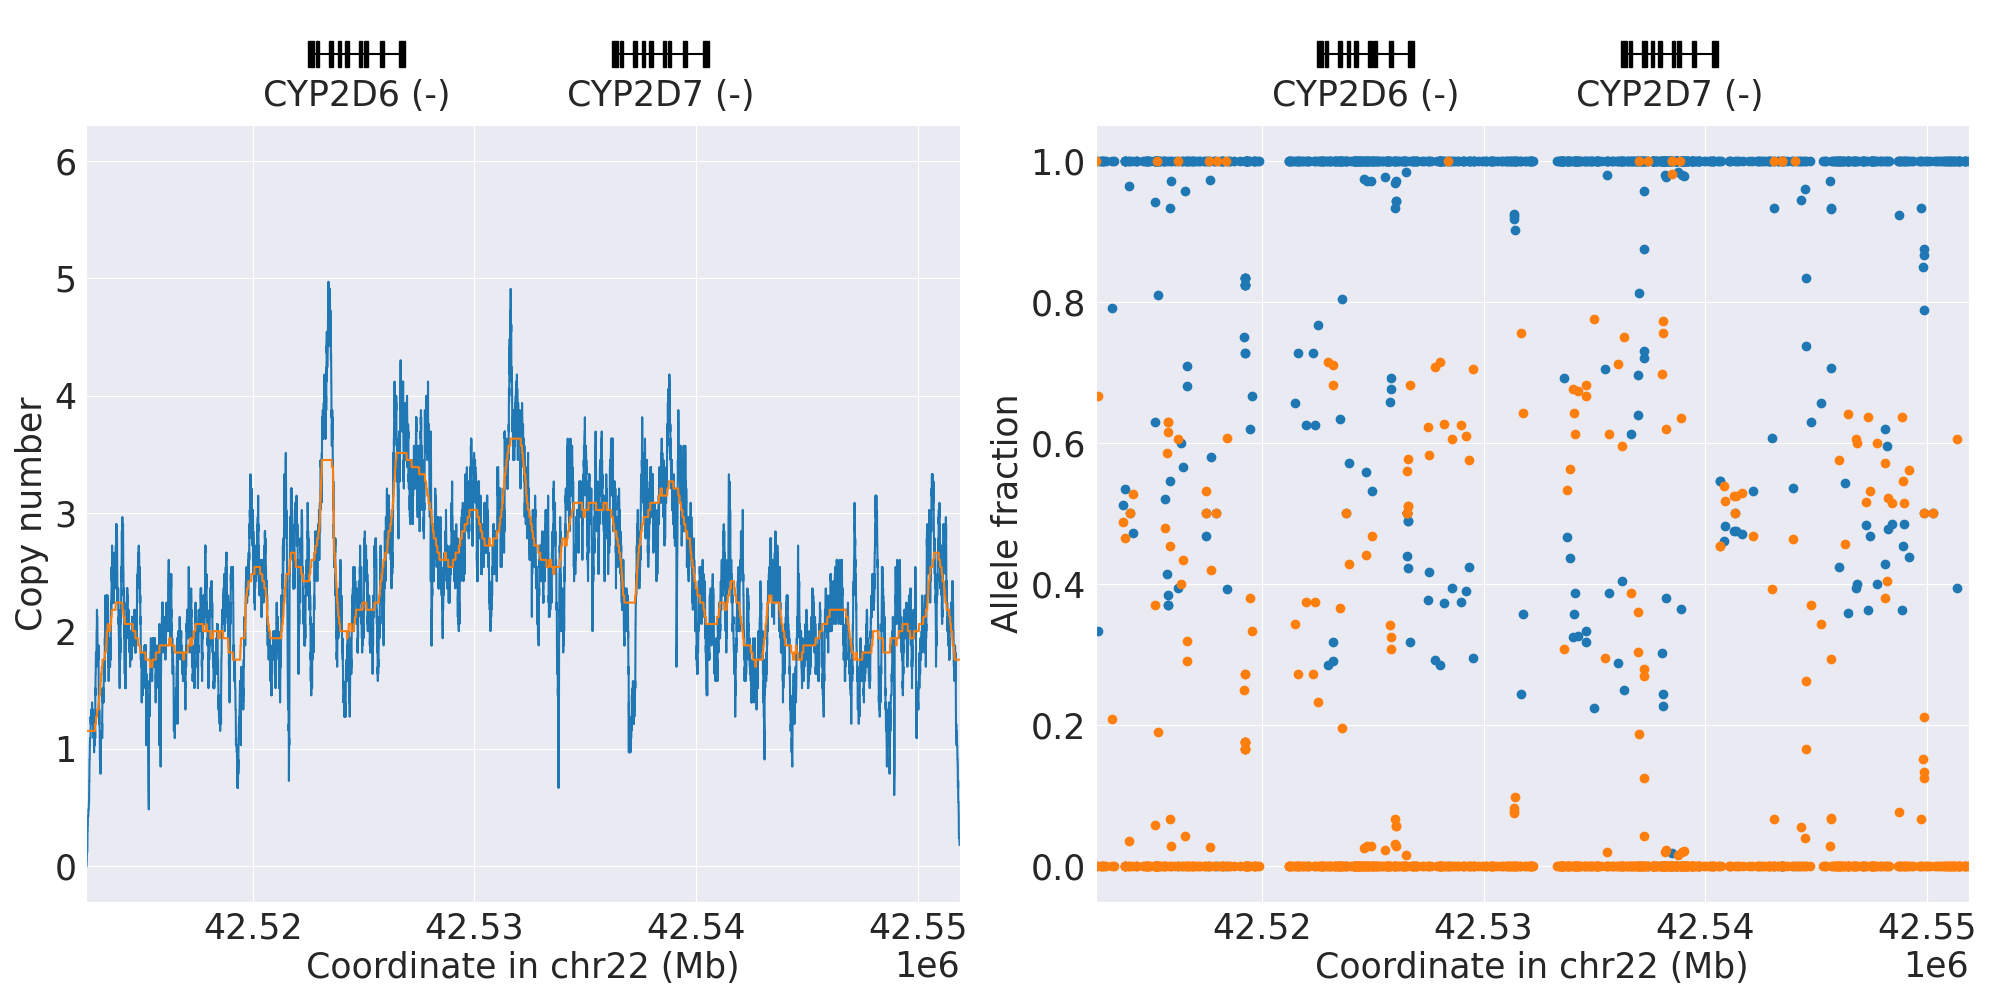 CYP2D6 (-) CYP2D7 (-)
CYP2D6 (-) CYP2D7 (-)
Copy number
6
5
4
3
2
1
0
42.52 42.53 42.54 42.55
Coordinate in chr22 (Mb) 1e6
Allele fraction
1.0
0.8
0.6
0.4
0.2
0.0
42.52 42.53 42.54 42.55
Coordinate in chr22 (Mb) 1e6